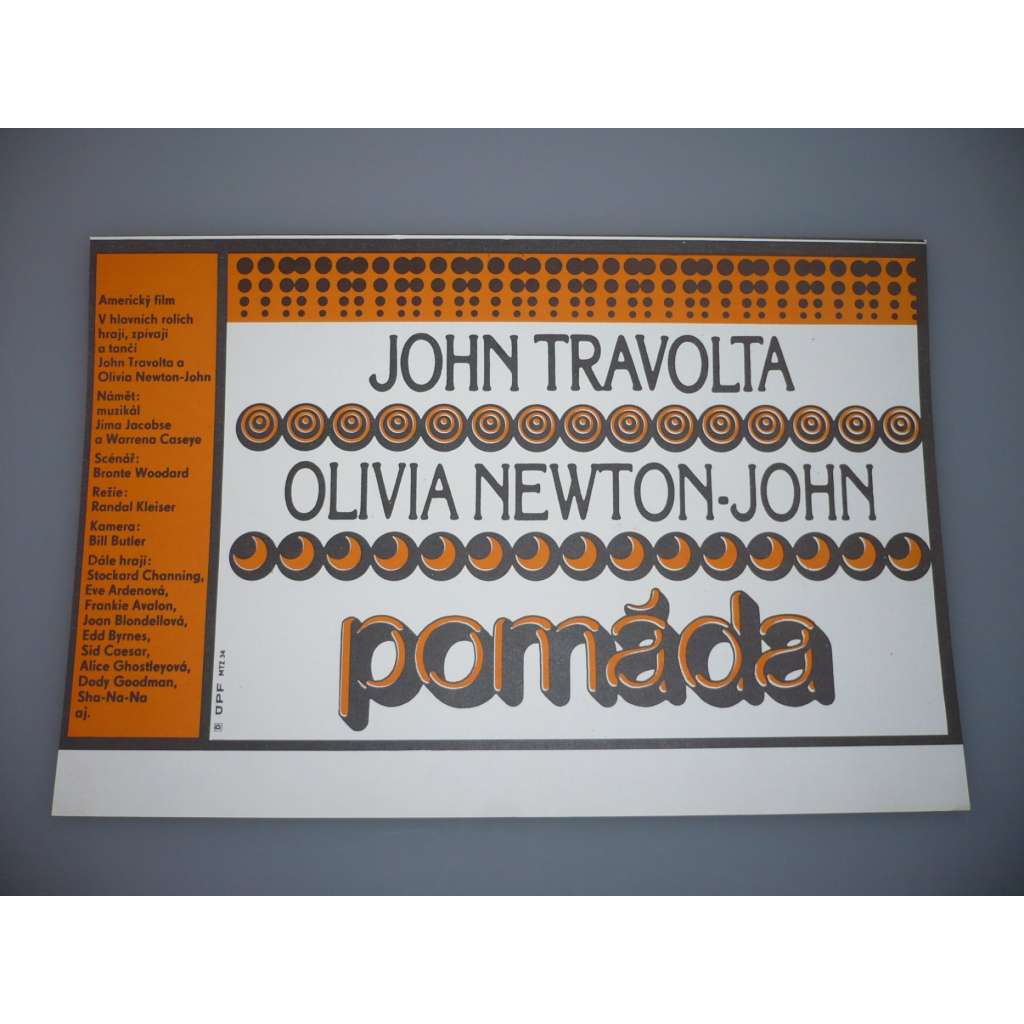 Americký film
V hlavních rolích
hrají, zpívají
a tančí
John Travolta a
Olivia Newton-John
Námět:
muzikál
Jima Jacobse
a Warrena Caseye
Scénář:
Bronte Woodard
Režie:
Randal Kleiser
Kamera:
Bill Butler
Dále hrají:
Stockard Channing,
Eve Ardenová,
Frankie Avalon,
Joan Blondellová,
Edd Byrnes,
Sid Caesar,
Alice Ghostleyová,
Dody Goodman,
Sha-Na-Na
aj.
ÚPF MTZ 34
JOHN TRAVOLTA
OLIVIA NEWTON-JOHN
pomáda